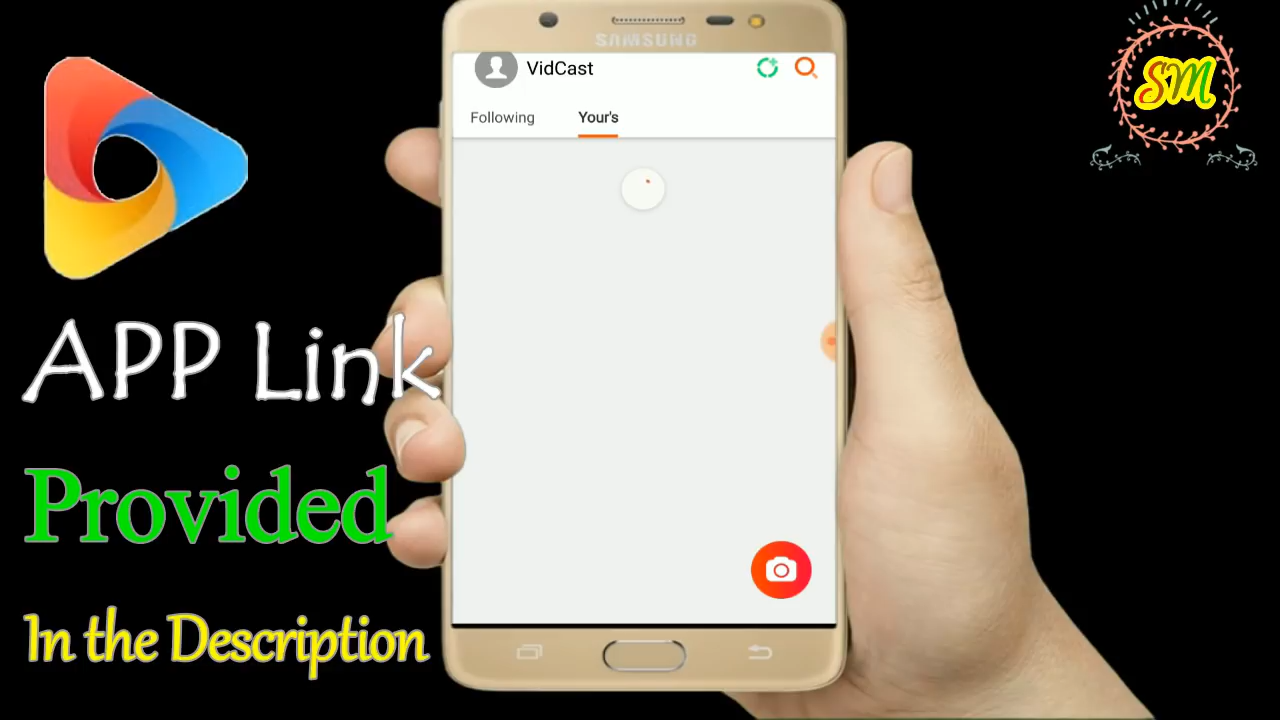 SAMSUNG
VidCast
Following Your's
SM
APP Link
Provided
In the Description